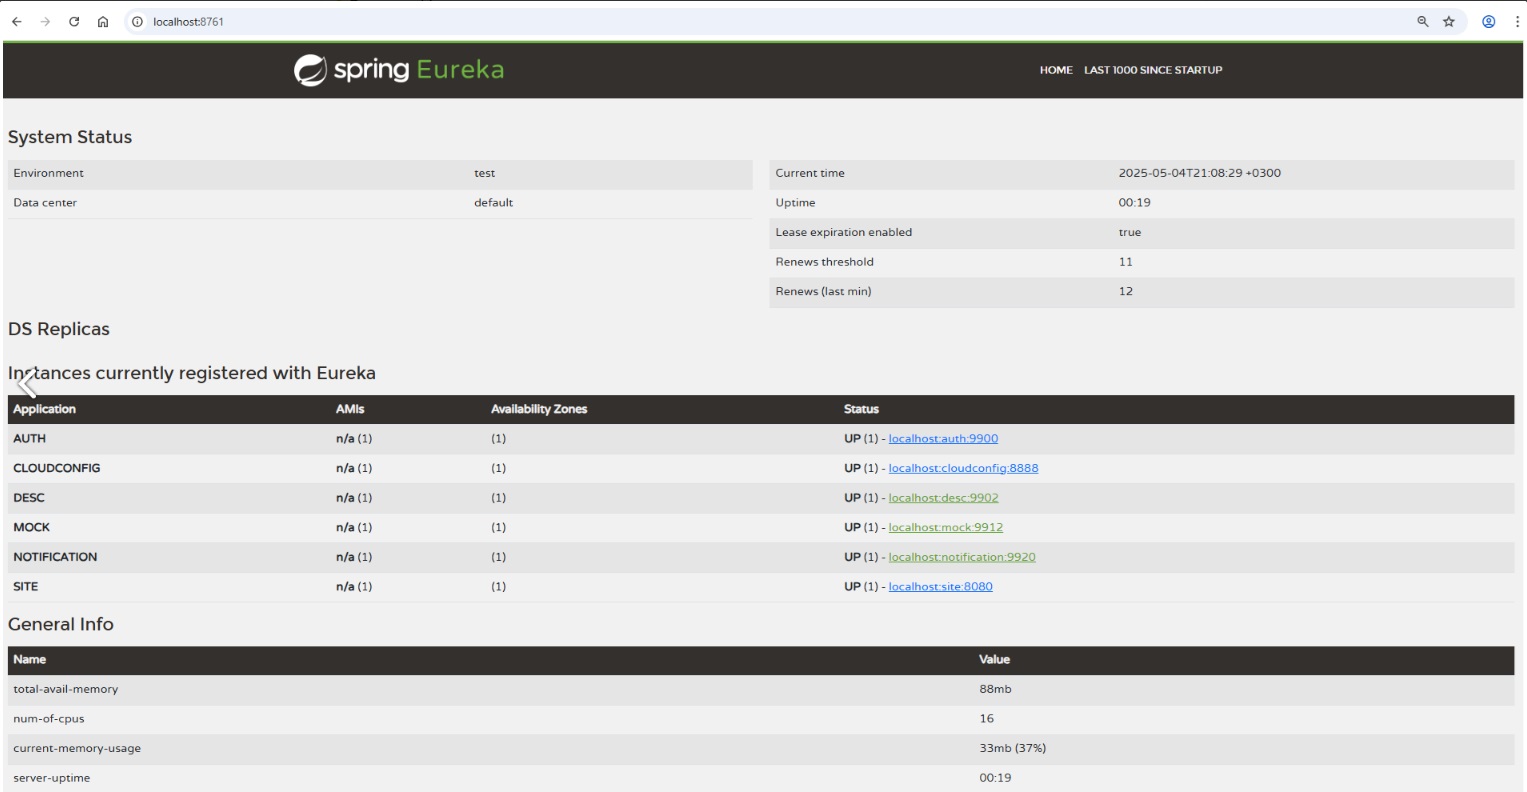 localhost:8761
spring Eureka
HOME LAST 1000 SINCE STARTUP
System Status
Environment test
Data center default
Current time 2025-05-04T21:08:29 +0300
Uptime 00:19
Lease expiration enabled true
Renews threshold 11
Renews (last min) 12
DS Replicas
Instances currently registered with Eureka
Application AMIs Availability Zones Status
AUTH n/a (1) (1) UP (1) - localhost:auth:9900
CLOUDCONFIG n/a (1) (1) UP (1) - localhost:cloudconfig:8888
DESC n/a (1) (1) UP (1) - localhost:desc:9902
MOCK n/a (1) (1) UP (1) - localhost:mock:9912
NOTIFICATION n/a (1) (1) UP (1) - localhost:notification:9920
SITE n/a (1) (1) UP (1) - localhost:site:8080
General Info
Name Value
total-avail-memory 88mb
num-of-cpus 16
current-memory-usage 33mb (37%)
server-uptime 00:19